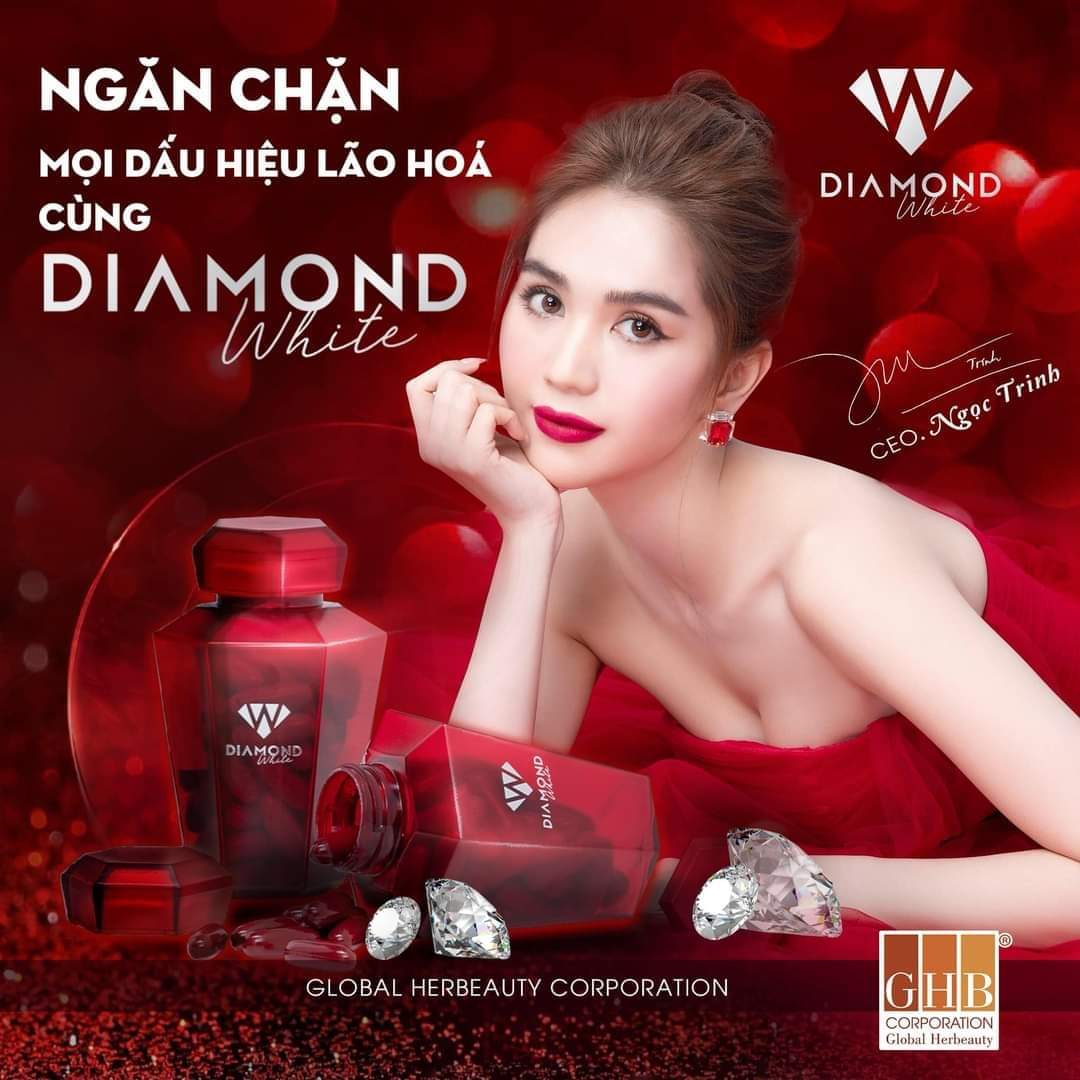 NGĂN CHẶN
MỌI DẤU HIỆU LÃO HOÁ
CÙNG
DIAMOND
White
W
DIAMOND
White
Trinh
CEO. Ngọc Trinh
W
DIAMOND
White
W
DIAMOND
White
GLOBAL HERBEAUTY CORPORATION
GHB®
CORPORATION
Global Herbeauty